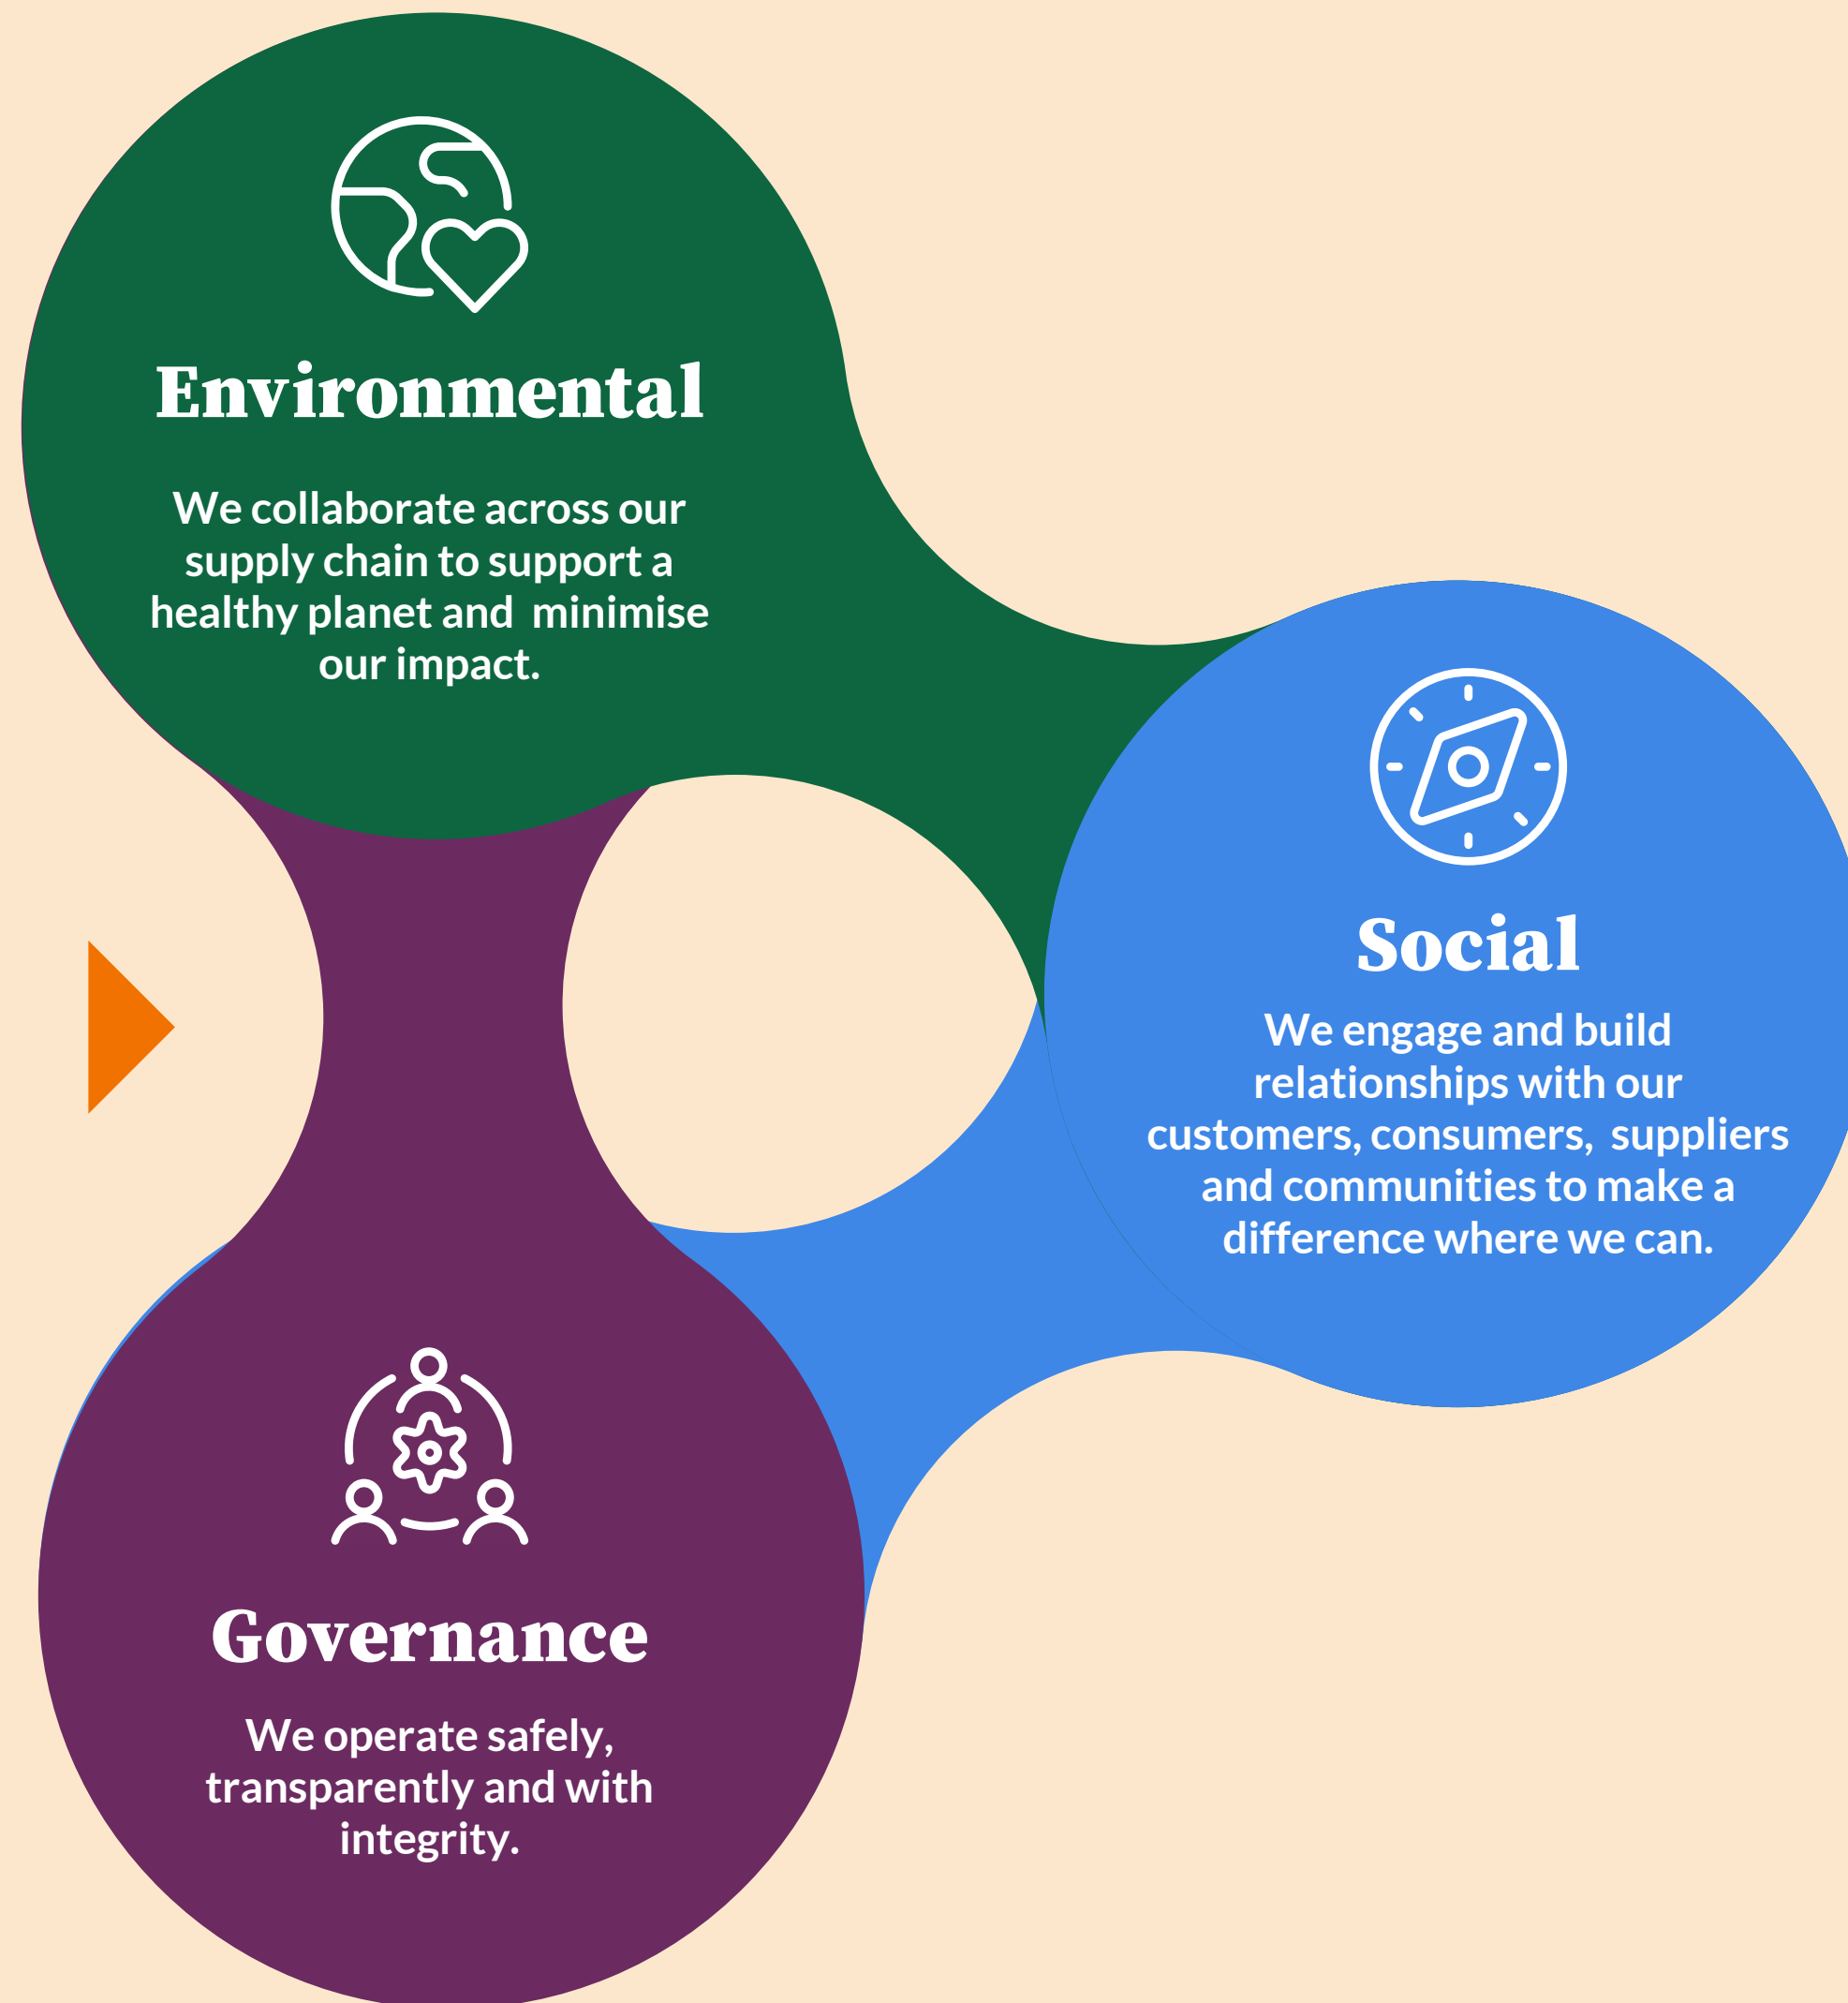 Environmental
We collaborate across our
supply chain to support a
healthy planet and  minimise
our impact.
Social
We engage and build
relationships with our
customers, consumers,  suppliers
and communities to make a
difference where we can.
Governance
We operate safely,
transparently and with
integrity.